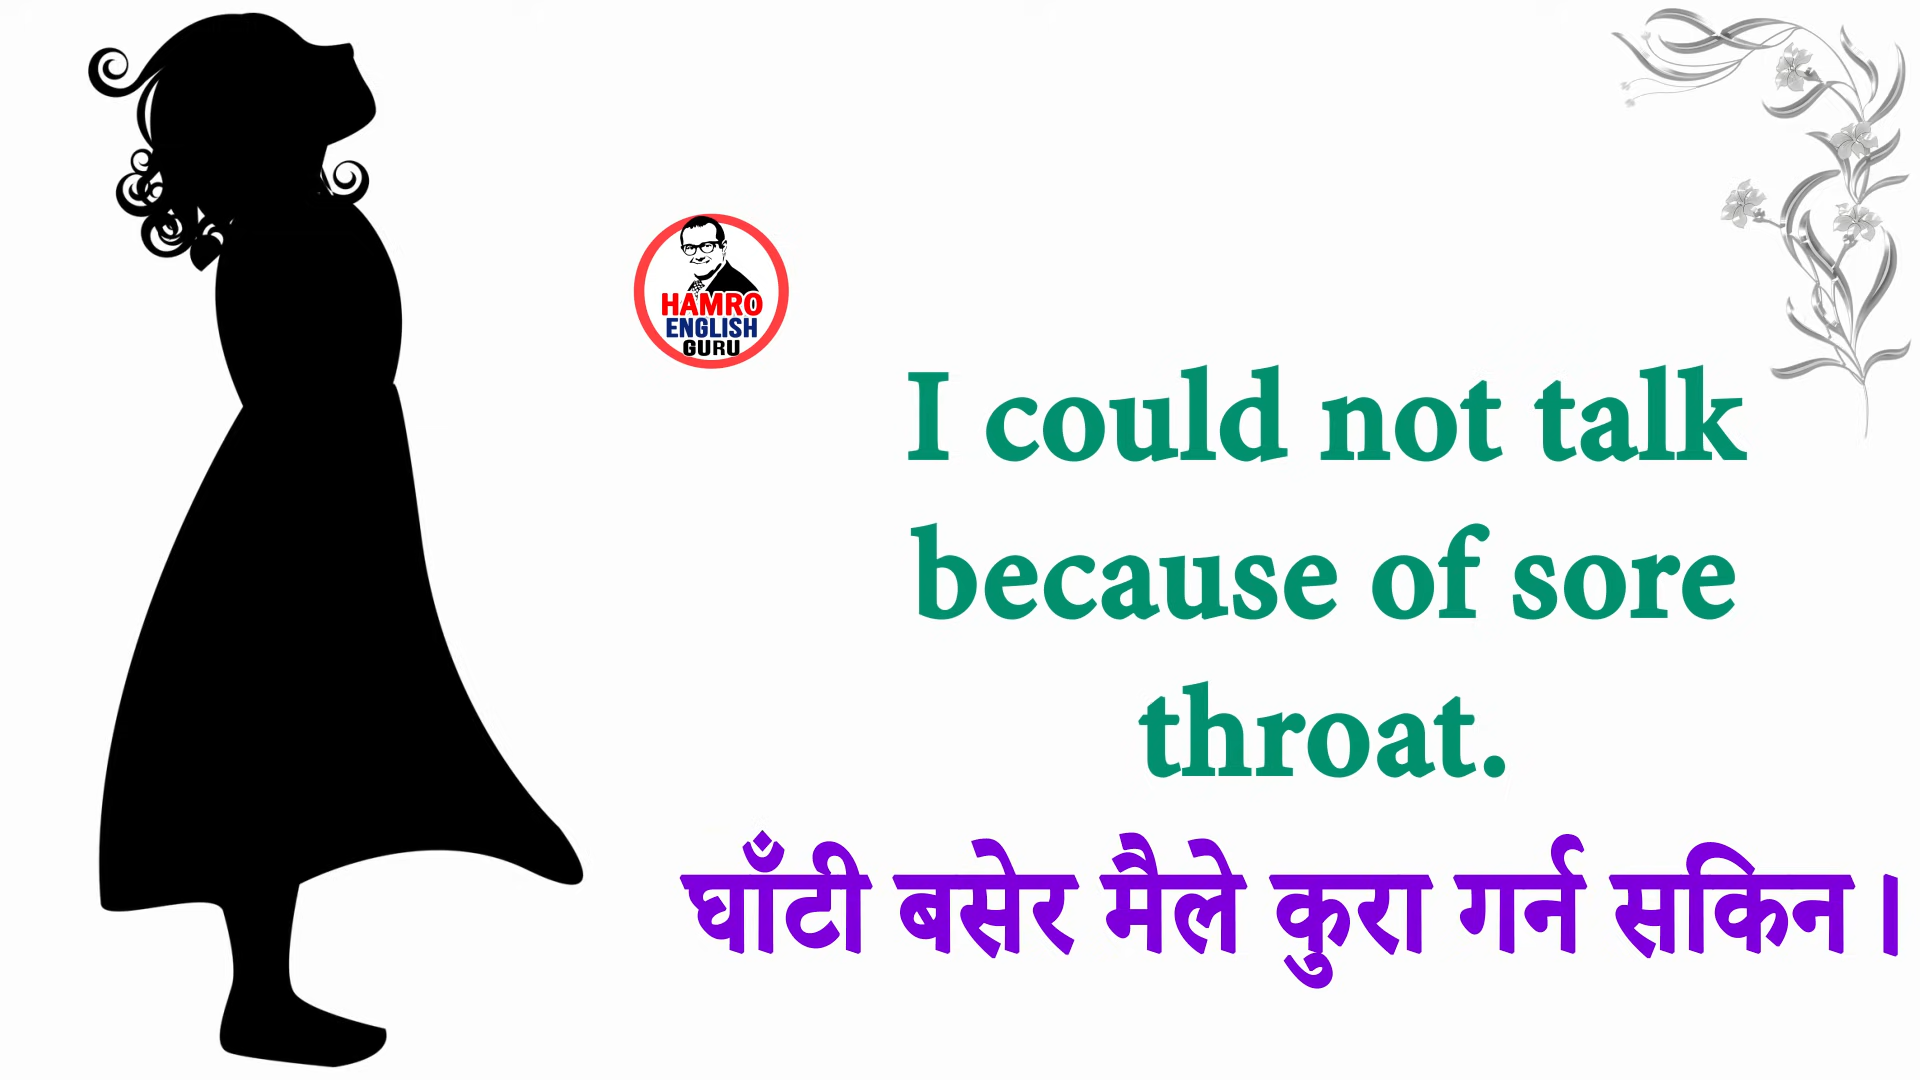 HAMRO
ENGLISH
GURU
I could not talk
because of sore
throat.
घाँटी बसेर मैले कुरा गर्न सकिन ।